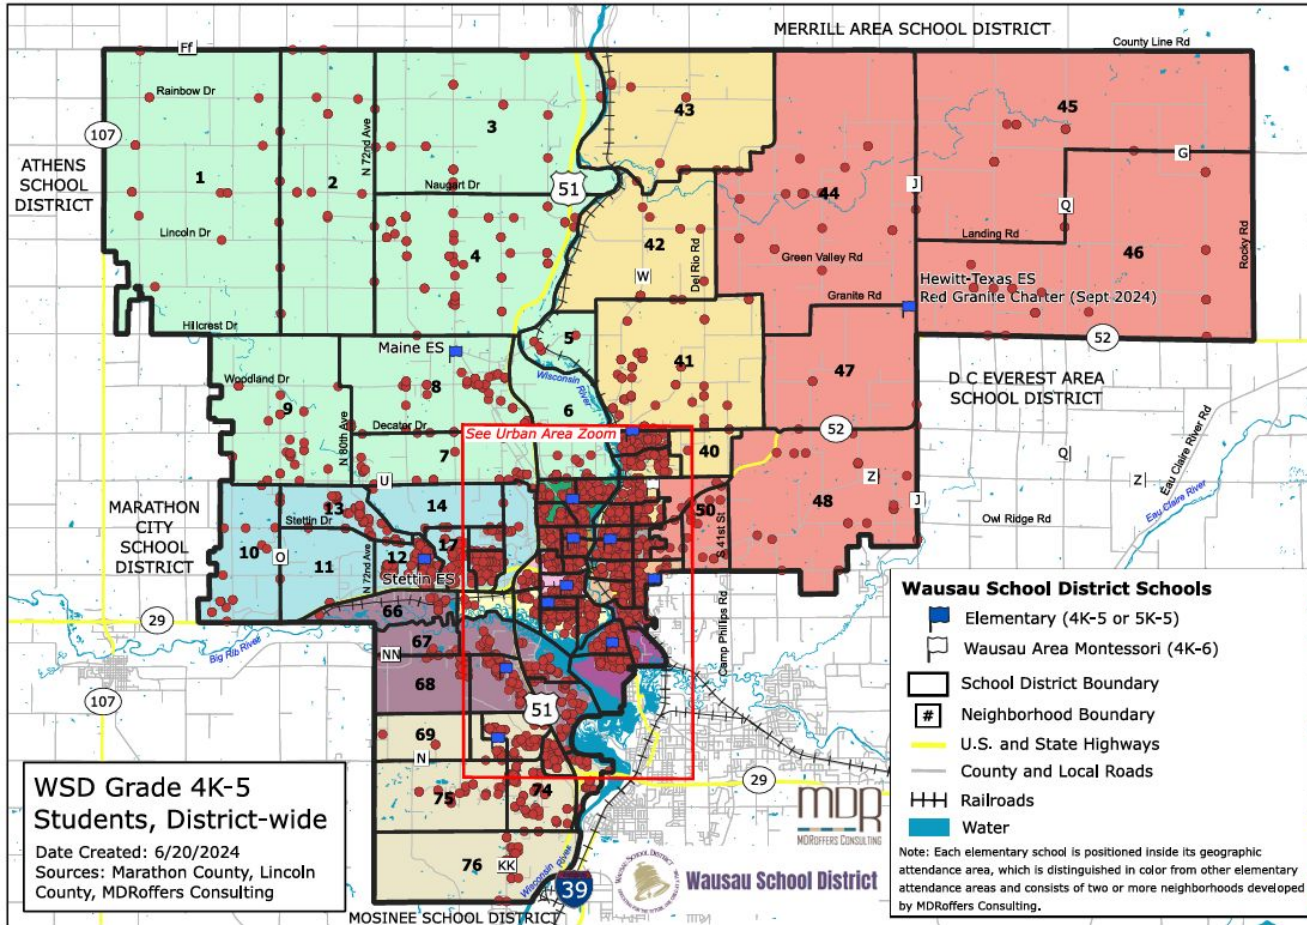 MERRILL AREA SCHOOL DISTRICT
County Line Rd
Ff
Rainbow Dr
107
ATHENS
SCHOOL
DISTRICT
1
2
3
N 72nd Ave
Naugart Dr
51
43
45
G
44
J
Q
Lincoln Dr
4
42
Del Rio Rd
W
Green Valley Rd
Landing Rd
46
Rocky Rd
Hewitt-Texas ES
Red Granite Charter (Sept 2024)
Granite Rd
Hillcrest Dr
52
Maine ES
5
Wisconsin
River
41
47
D C EVEREST AREA
SCHOOL DISTRICT
Woodland Dr
9
8
6
N 80th Ave
Decator Dr
See Urban Area Zoom
52
40
7
U
Eau Claire River Rd
Q
Z
Z
Eau Claire River
MARATHON
CITY
SCHOOL
DISTRICT
13
14
50
S 41st St
48
J
Owl Ridge Rd
Stettin Dr
10
O
11
N 72nd Ave
12
17
Stettin ES
66
29
Big Rib River
67
NN
68
Camp Phillips Rd
107
51
69
N
29
75
74
76
KK
Wisconsin
River
39
MOSINEE SCHOOL DISTRICT
WSD Grade 4K-5
Students, District-wide
Date Created: 6/20/2024
Sources: Marathon County, Lincoln
County, MDRoffers Consulting
MDR
MDROFFERS CONSULTING
WAUSAU SCHOOL DISTRICT
Wausau School District
Wausau School District Schools
Elementary (4K-5 or 5K-5)
Wausau Area Montessori (4K-6)
School District Boundary
# Neighborhood Boundary
U.S. and State Highways
County and Local Roads
Railroads
Water
Note: Each elementary school is positioned inside its geographic
attendance area, which is distinguished in color from other elementary
attendance areas and consists of two or more neighborhoods developed
by MDRoffers Consulting.